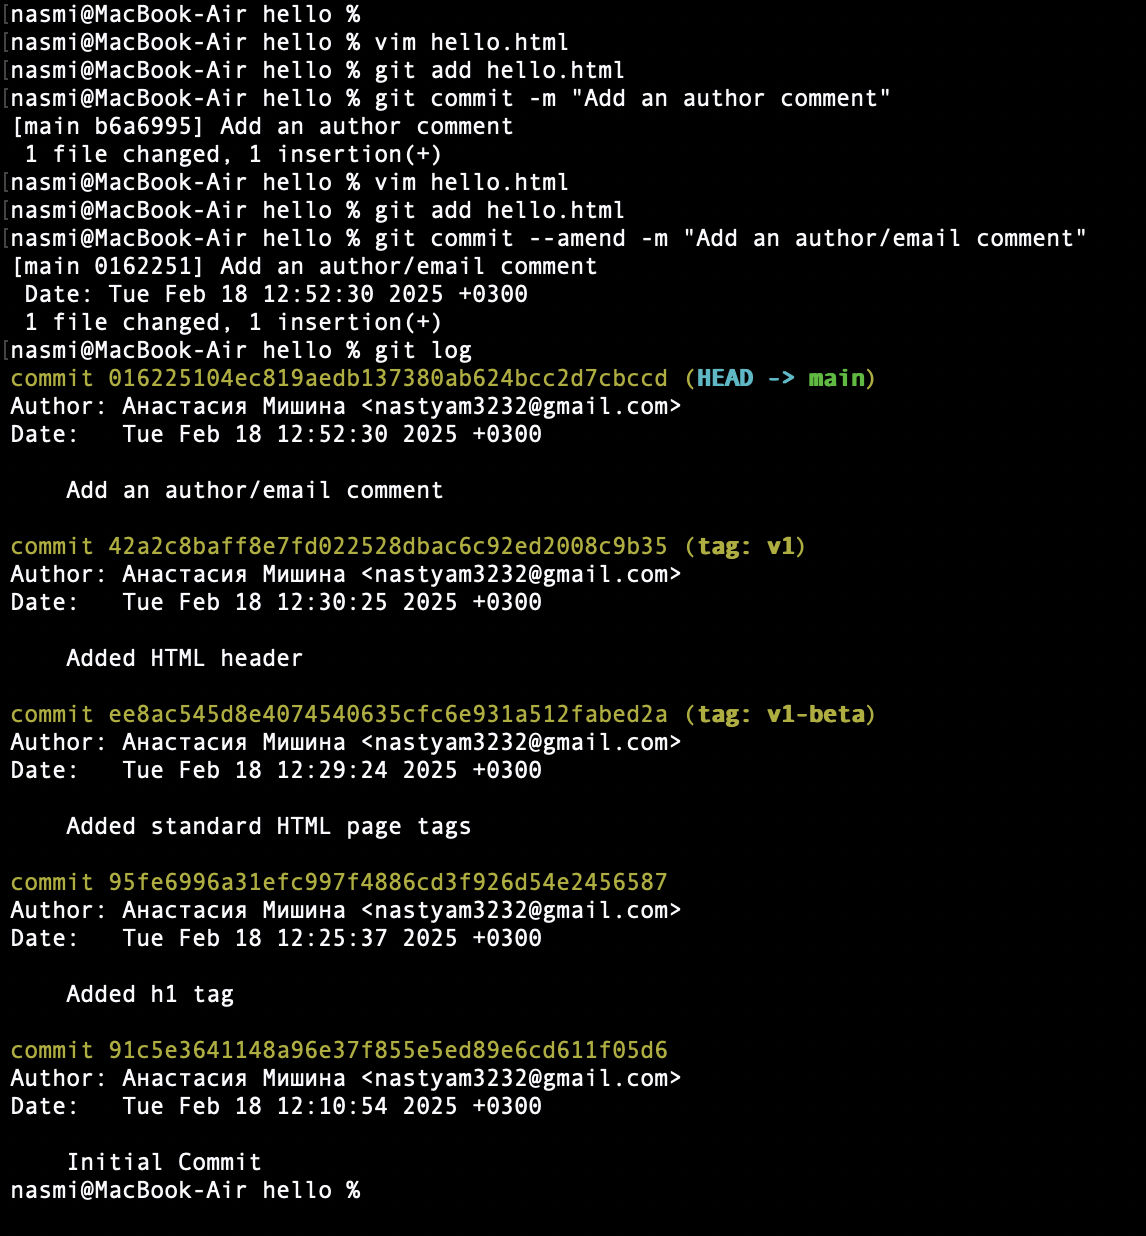 [nasmi@MacBook-Air hello %
[nasmi@MacBook-Air hello % vim hello.html
[nasmi@MacBook-Air hello % git add hello.html
[nasmi@MacBook-Air hello % git commit -m "Add an author comment"
[main b6a6995] Add an author comment
1 file changed, 1 insertion(+)
[nasmi@MacBook-Air hello % vim hello.html
[nasmi@MacBook-Air hello % git add hello.html
[nasmi@MacBook-Air hello % git commit --amend -m "Add an author/email comment"
[main 0162251] Add an author/email comment
Date: Tue Feb 18 12:52:30 2025 +0300
1 file changed, 1 insertion(+)
[nasmi@MacBook-Air hello % git log
commit 016225104ec819aedb137380ab624bcc2d7cbccd (HEAD -> main)
Author: Анастасия Мишина <nastyam3232@gmail.com>
Date:   Tue Feb 18 12:52:30 2025 +0300
Add an author/email comment
commit 42a2c8baff8e7fd022528dbac6c92ed2008c9b35 (tag: v1)
Author: Анастасия Мишина <nastyam3232@gmail.com>
Date:   Tue Feb 18 12:30:25 2025 +0300
Added HTML header
commit ee8ac545d8e4074540635cfc6e931a512fabed2a (tag: v1-beta)
Author: Анастасия Мишина <nastyam3232@gmail.com>
Date:   Tue Feb 18 12:29:24 2025 +0300
Added standard HTML page tags
commit 95fe6996a31efc997f4886cd3f926d54e2456587
Author: Анастасия Мишина <nastyam3232@gmail.com>
Date:   Tue Feb 18 12:25:37 2025 +0300
Added h1 tag
commit 91c5e3641148a96e37f855e5ed89e6cd611f05d6
Author: Анастасия Мишина <nastyam3232@gmail.com>
Date:   Tue Feb 18 12:10:54 2025 +0300
Initial Commit
nasmi@MacBook-Air hello %